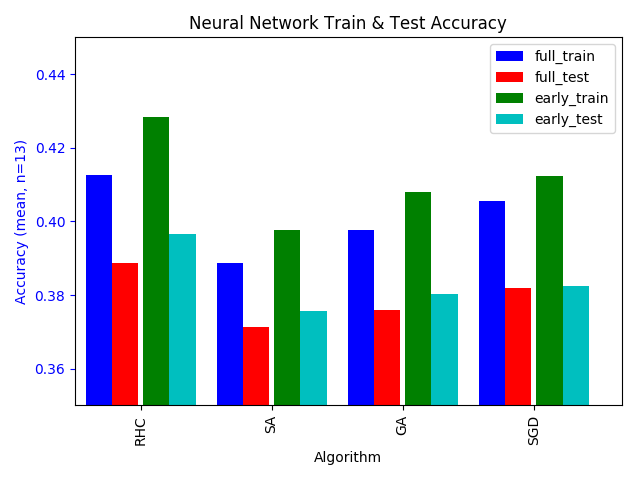 Neural Network Train & Test Accuracy
full_train
full_test
early_train
early_test
Accuracy (mean, n=13)
0.44
0.42
0.40
0.38
0.36
RHC
SA
GA
SGD
Algorithm